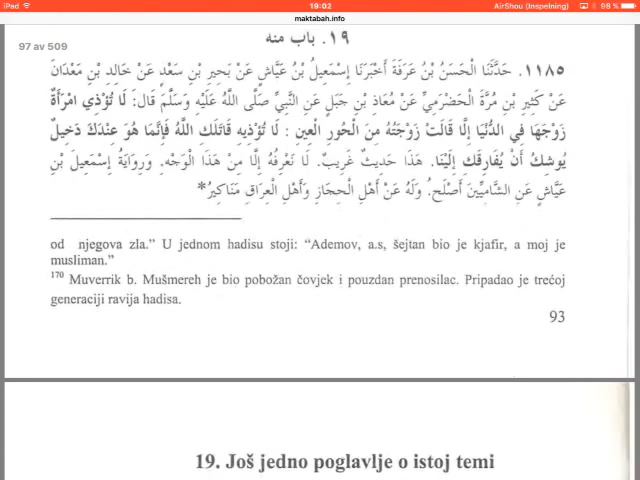 iPad
19:02
AirShou (Inspelning)
98 %
maktabah.info
97 av 509
١٩. باب منه
١١٨٥. حَدَّثَنَا الْحَسَنُ بْنُ عَرَفَةَ أَخْبَرَنَا إِسْمَعِيلُ بْنُ عَيَّاشٍ عَنْ بَحِيرِ بْنِ سَعْدٍ عَنْ خَالِدِ بْنِ مَعْدَانَ
عَنْ كَثِيرِ بْنِ مُرَّةَ الْحَضْرَمِيِّ عَنْ مُعَاذِ بْنِ جَبَلٍ عَنِ النَّبِيِّ صَلَّى اللَّهُ عَلَيْهِ وَسَلَّمَ قَالَ: لَا تُؤْذِي امْرَأَةٌ
زَوْجَهَا فِي الدُّنْيَا إِلَّا قَالَتْ زَوْجَتُهُ مِنَ الْحُورِ الْعِينِ : لَا تُؤْذِيهِ قَاتَلَكِ اللَّهُ فَإِنَّمَا هُوَ عِنْدَكَ دَخِيلٌ
يُوشِكُ أَنْ يُفَارِقَكِ إِلَيْنَا. هَذَا حَدِيثٌ غَرِيبٌ. لَا نَعْرِفُهُ إِلَّا مِنْ هَذَا الْوَجْهِ. وَرِوَايَةُ إِسْمَعِيلَ بْنِ
عَيَّاشٍ عَنِ الشَّامِيِّينَ أَصْلَحُ. وَلَهُ عَنْ أَهْلِ الْحِجَازِ وَأَهْلِ الْعِرَاقِ مَنَاكِيرُ*
od njegova zla.” U jednom hadisu stoji: “Ademov, a.s, šejtan bio je kjafir, a moj je
musliman.”
170 Muverrik b. Mušmereh je bio pobožan čovjek i pouzdan prenosilac. Pripadao je trećoj
generaciji ravija hadisa.
93
19. Još jedno poglavlje o istoj temi